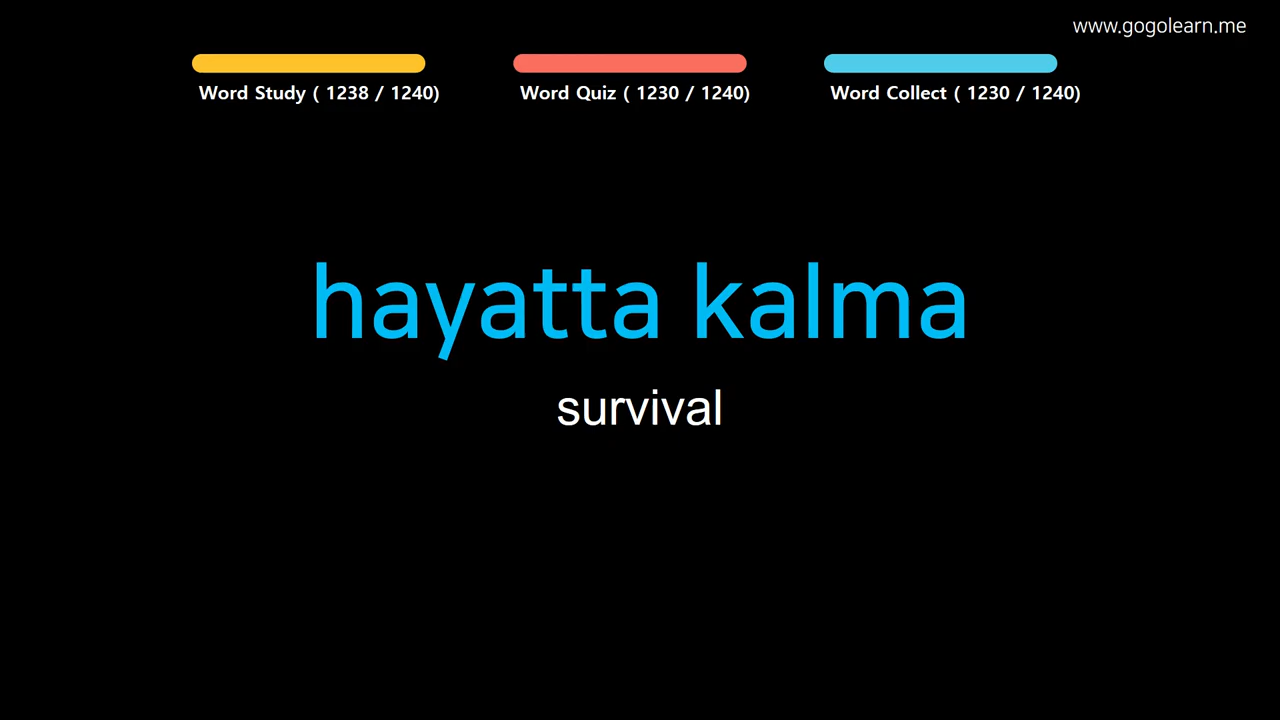 www.gogolearn.me
Word Study ( 1238 / 1240)
Word Quiz ( 1230 / 1240)
Word Collect ( 1230 / 1240)
hayatta kalma
survival